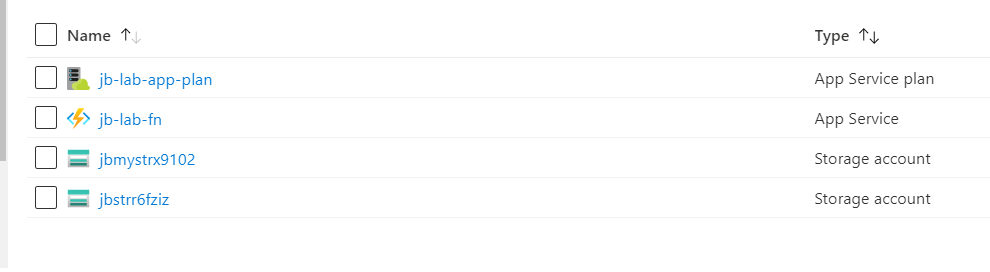 Name ↑↓ Type ↑↓
jb-lab-app-plan App Service plan
jb-lab-fn App Service
jbmystrx9102 Storage account
jbstrr6fziz Storage account